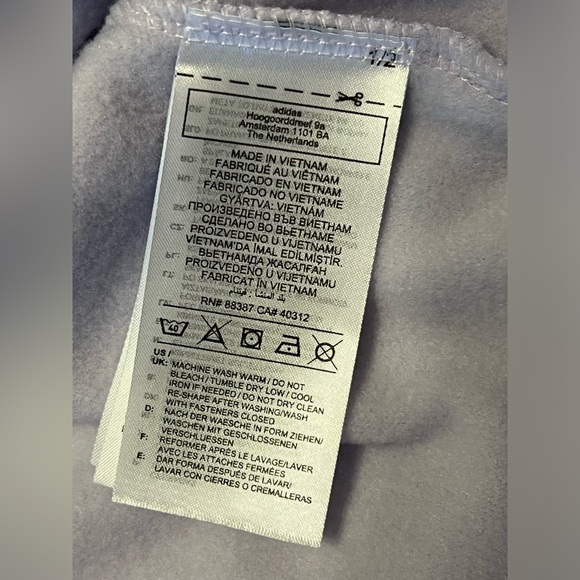 1/2
adidas
Hoogoorddreef 9a
Amsterdam 1101 BA
The Netherlands
MADE IN VIETNAM
FABRIQUÉ AU VIÊTNAM
FABRICADO EN VIETNAM
FABRICADO NO VIETNAME
GYÁRTVA: VIETNÁM
ПРОИЗВЕДЕНО ВЪВ ВИЕТНАМ
СДЕЛАНО ВО ВЬЕТНАМЕ
PROIZVEDENO U VIJETNAMU
VİETNAM'DA İMAL EDİLMİŞTİR.
ВЬЕТНАМДА ЖАСАЛҒАН
PROIZVEDENO U VIJETNAMU
FABRICAT ÎN VIETNAM
RN# 88387 CA# 40312
40
US /
UK: MACHINE WASH WARM / DO NOT
BLEACH / TUMBLE DRY LOW / COOL
IRON IF NEEDED / DO NOT DRY CLEAN
RE-SHAPE AFTER WASHING/WASH
WITH FASTENERS CLOSED
D: NACH DER WAESCHE IN FORM ZIEHEN/
WASCHEN MIT GESCHLOSSENEN
VERSCHLUESSEN
F: REFORMER APRÈS LE LAVAGE/LAVER
AVEC LES ATTACHES FERMÉES
E: DAR FORMA DESPUÉS DE LAVAR/
LAVAR CON CIERRES O CREMALLERAS